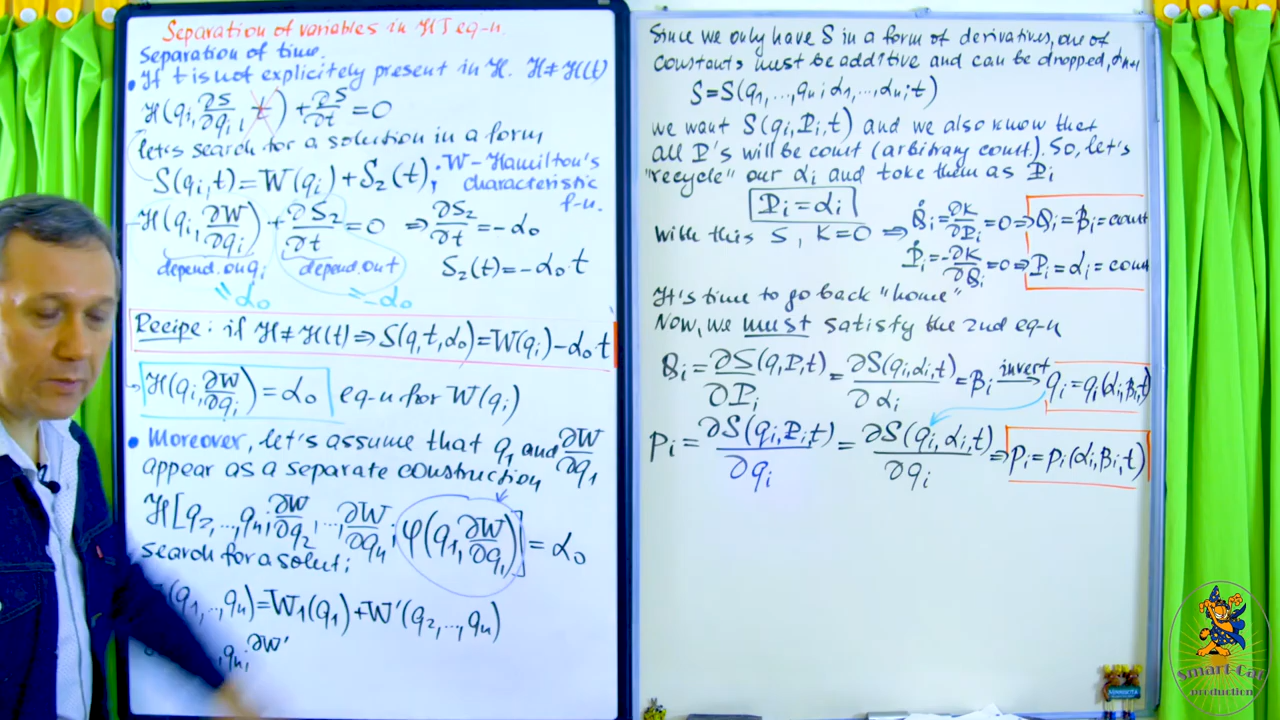 Separation of variables in HJ eq-n.
Separation of time.
• If t is not explicitely present in H. H≠H(t)
H(qi, ∂S/∂qi, t) + ∂S/∂t = 0
let's search for a solution in a form
S(qi,t) = W(qi) + S₂(t); W - Hamilton's
characteristic
f-n.
H(qi, ∂W/∂qi) + ∂S₂/∂t = 0 ⇒ ∂S₂/∂t = -α₀
depend. on qi depend. on t S₂(t) = -α₀·t
= α₀ = -α₀
Recipe: if H≠H(t) ⇒ S(q,t,α₀) = W(qi) - α₀·t
H(qi, ∂W/∂qi) = α₀ eq-n for W(qi)
• Moreover, let's assume that q₁ and ∂W/∂q₁
appear as a separate construction
H[q₂,...,qn; ∂W/∂q₂,...,∂W/∂qn; φ(q₁, ∂W/∂q₁)] = α₀
search for a solut:
(q₁,..,qn) = W₁(q₁) + W'(q₂,...,qn)
qn; ∂W'
Since we only have S in a form of derivatives, one of
constants must be additive and can be dropped, αn+1
S = S(q₁,...,qn; α₁,...,αn; t)
we want S(qi,Pi,t) and we also know that
all P's will be const (arbitrary const.). So, let's
"recycle" our αi and take them as Pi
Pi = αi
With this S, K=0 ⇒ Q̇i = ∂K/∂Pi = 0 ⇒ Qi = βi = const
Ṗi = -∂K/∂Qi = 0 ⇒ Pi = αi = const
It's time to go back "home"
Now, we must satisfy the 2nd eq-n
Qi = ∂S(q,P,t)/∂Pi = ∂S(qi,αi,t)/∂αi = βi invert → qi = qi(αi,βi,t)
pi = ∂S(qi,Pi,t)/∂qi = ∂S(qi,αi,t)/∂qi ⇒ pi = pi(αi,βi,t)
Smart Cat
production